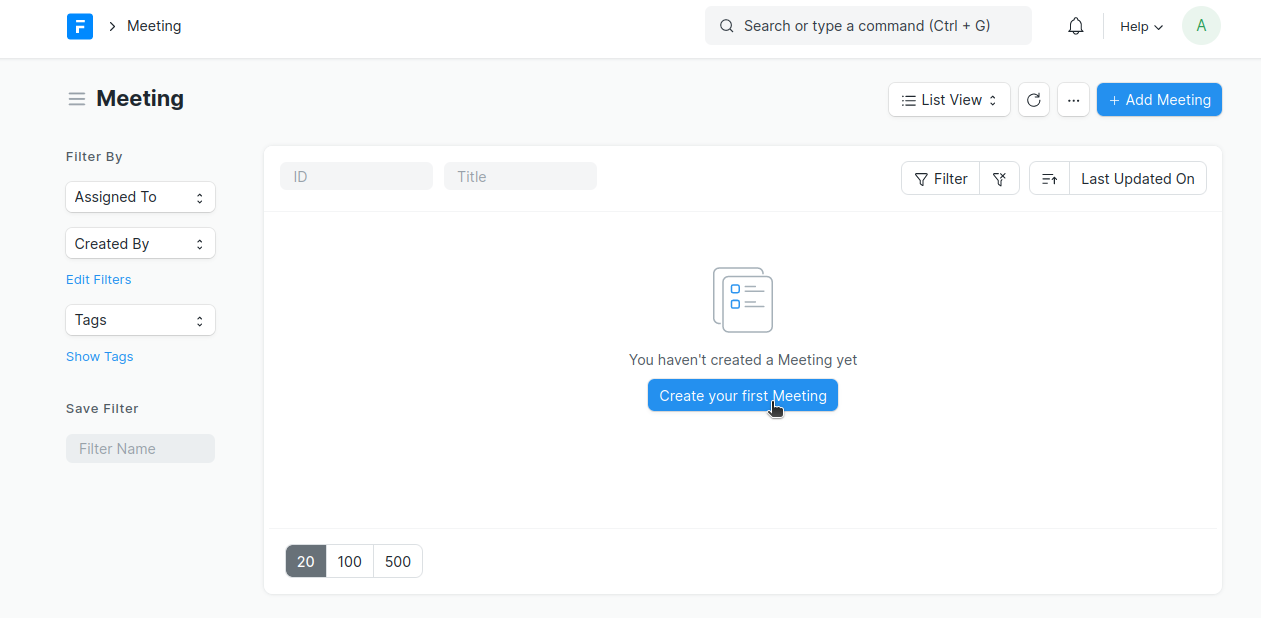 F
Meeting
Search or type a command (Ctrl + G)
Help
A
Meeting
List View
...
+ Add Meeting
Filter By
Assigned To
Created By
Edit Filters
Tags
Show Tags
Save Filter
Filter Name
ID
Title
Filter
Last Updated On
You haven't created a Meeting yet
Create your first Meeting
20 100 500